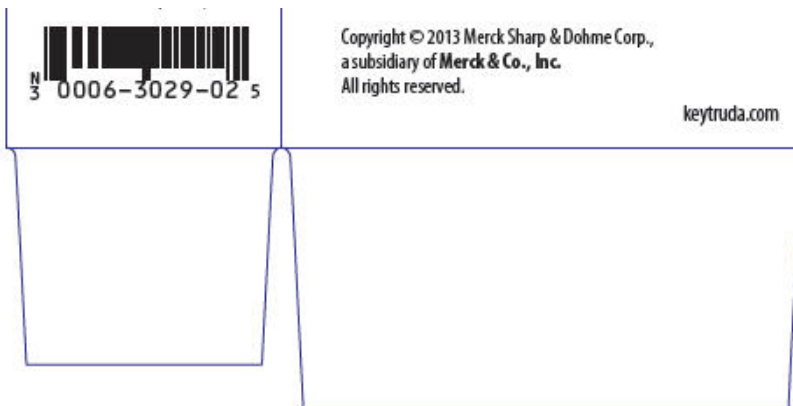 N
3 0006-3029-02 5
Copyright © 2013 Merck Sharp & Dohme Corp.,
a subsidiary of Merck & Co., Inc.
All rights reserved.
keytruda.com